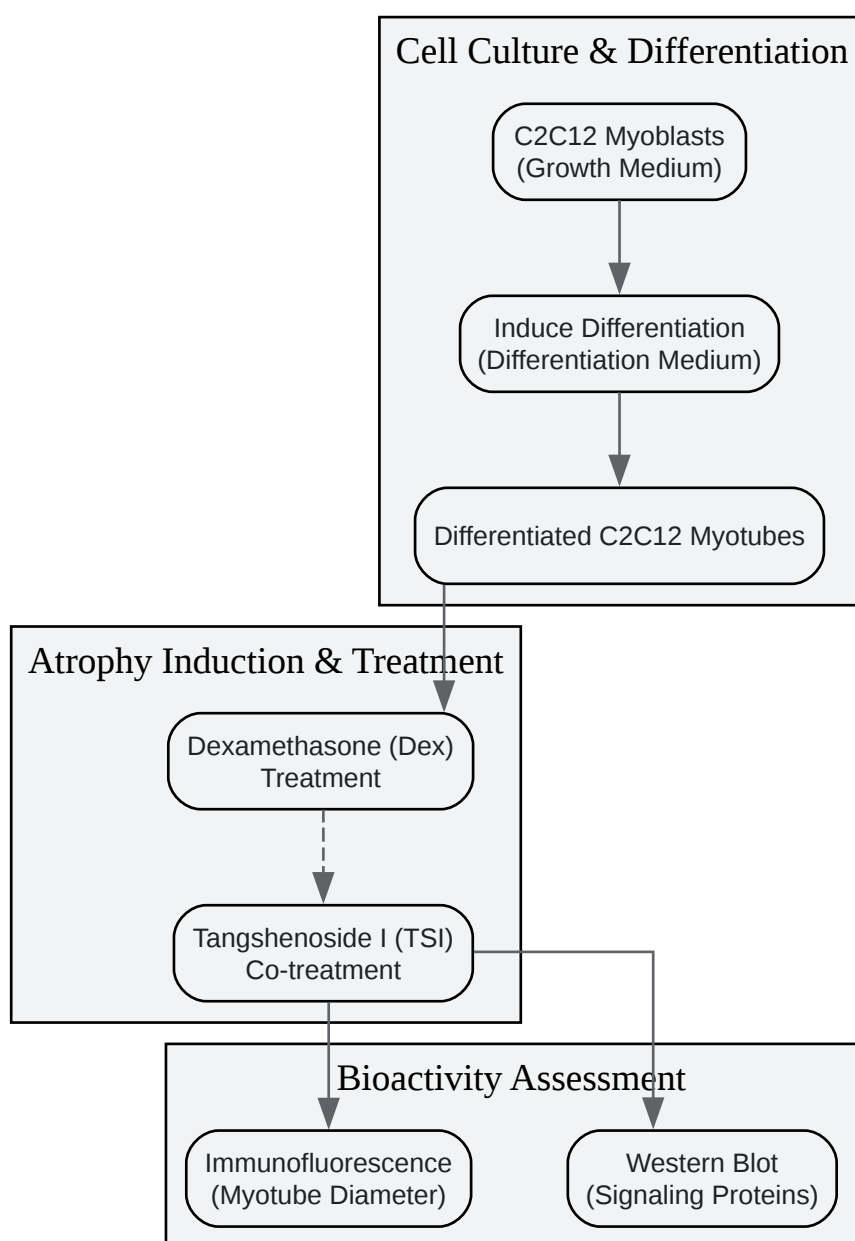 Cell Culture & Differentiation
C2C12 Myoblasts
(Growth Medium)
Induce Differentiation
(Differentiation Medium)
Differentiated C2C12 Myotubes
Atrophy Induction & Treatment
Dexamethasone (Dex)
Treatment
Tangshenoside I (TSI)
Co-treatment
Bioactivity Assessment
Immunofluorescence
(Myotube Diameter)
Western Blot
(Signaling Proteins)